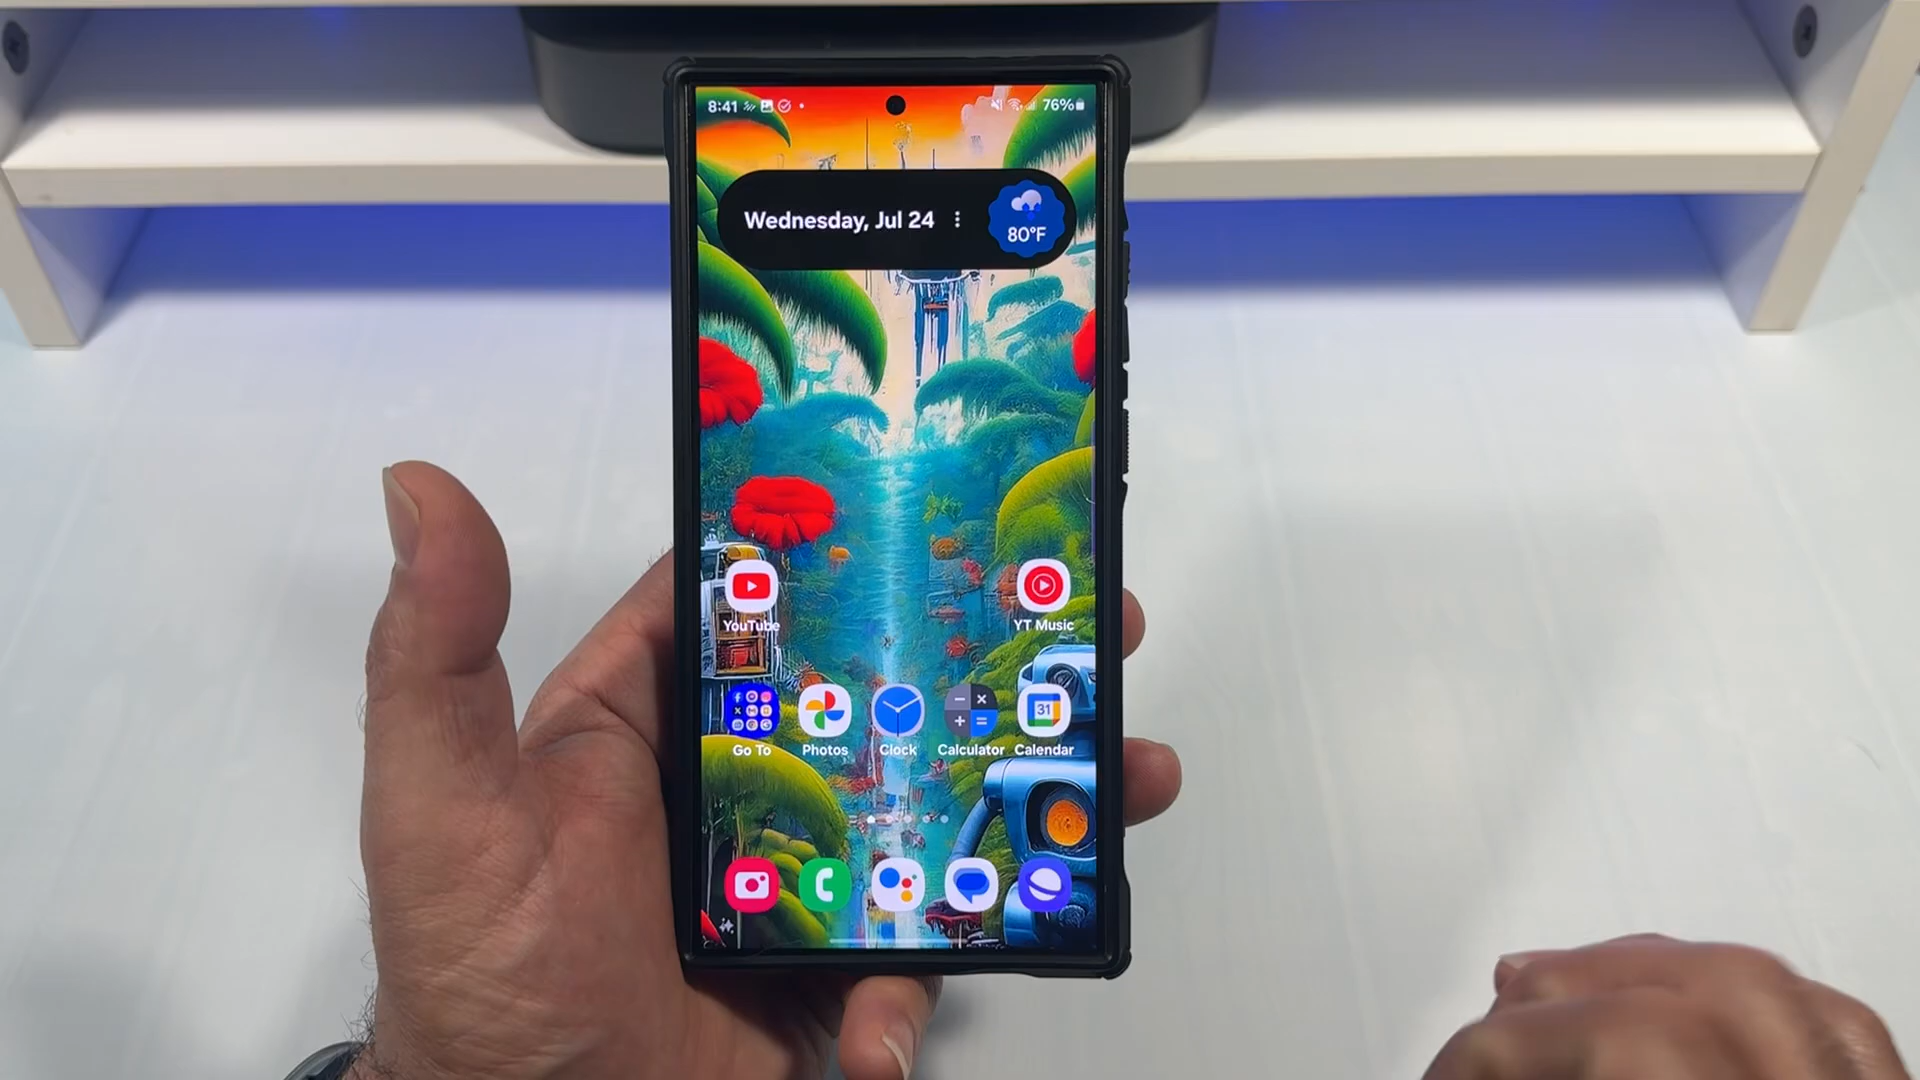 8:41 76%
Wednesday, Jul 24
80°F
YouTube YT Music
31
Go To Photos Clock Calculator Calendar